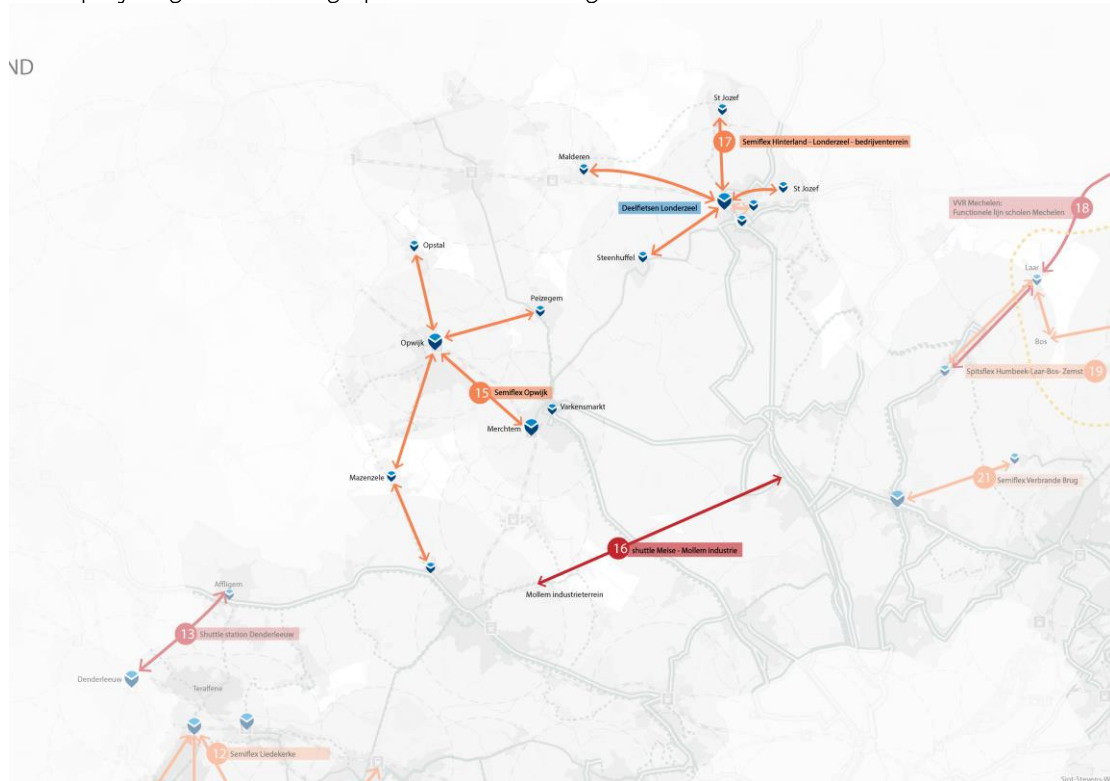 ND
St Jozef
17 Semiflex Hinterland - Londerzeel - bedrijventerrein
Malderen
St Jozef
Deelfietsen Londerzeel
VVR Mechelen:
Functionele lijn scholen Mechelen
18
Opstal
Steenhuffel
Laar
Peizegem
Opwijk
Bos
Spitsflex Humbeek-Laar-Bos- Zemst 19
15 Semiflex Opwijk
Varkensmarkt
Merchtem
Mazenzele
21 Semiflex Verbrande Brug
16 shuttle Meise - Mollem industrie
Affligem
Mollem industrieterrein
13 Shuttle station Denderleeuw
Denderleeuw
Teralfene
12 Semiflex Liedekerke